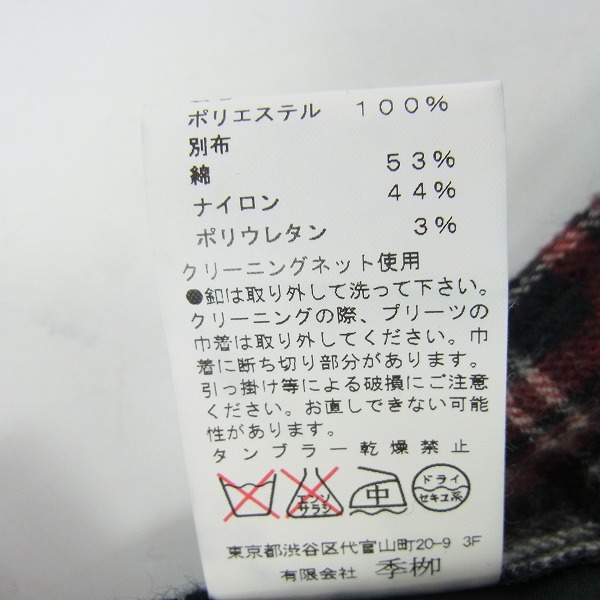 ポリエステル 100%
別布
綿 53%
ナイロン 44%
ポリウレタン 3%
クリーニングネット使用
●釦は取り外して洗って下さい。
クリーニングの際、プリーツの
巾着は取り外してください。巾
着に断ち切り部分があります。
引っ掛け等による破損にご注意
ください。お直しできない可能
性があります。
タンブラー乾燥禁止
エンソ
サラシ
中
ドライ
セキユ系
東京都渋谷区代官山町20-9 3F
有限会社 季栁